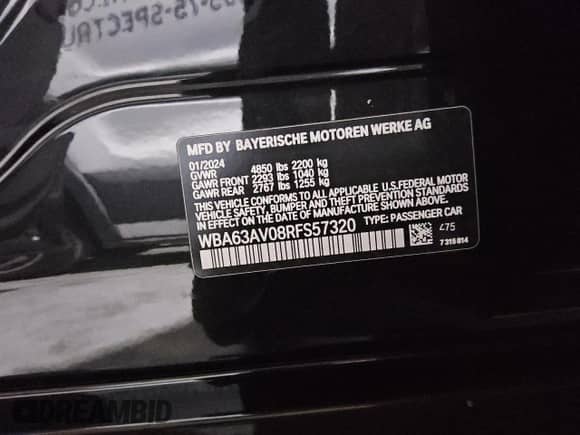 MFD BY BAYERISCHE MOTOREN WERKE AG
01/2024
GVWR 4850 lbs 2200 kg
GAWR FRONT 2293 lbs 1040 kg
GAWR REAR 2767 lbs 1255 kg
THIS VEHICLE CONFORMS TO ALL APPLICABLE U.S.FEDERAL MOTOR
VEHICLE SAFETY, BUMPER AND THEFT PREVENTION STANDARDS
IN EFFECT ON THE DATE OF MANUFACTURE SHOWN ABOVE.
WBA63AV08RFS57320 TYPE: PASSENGER CAR
475
7 315 814
DREAMBID